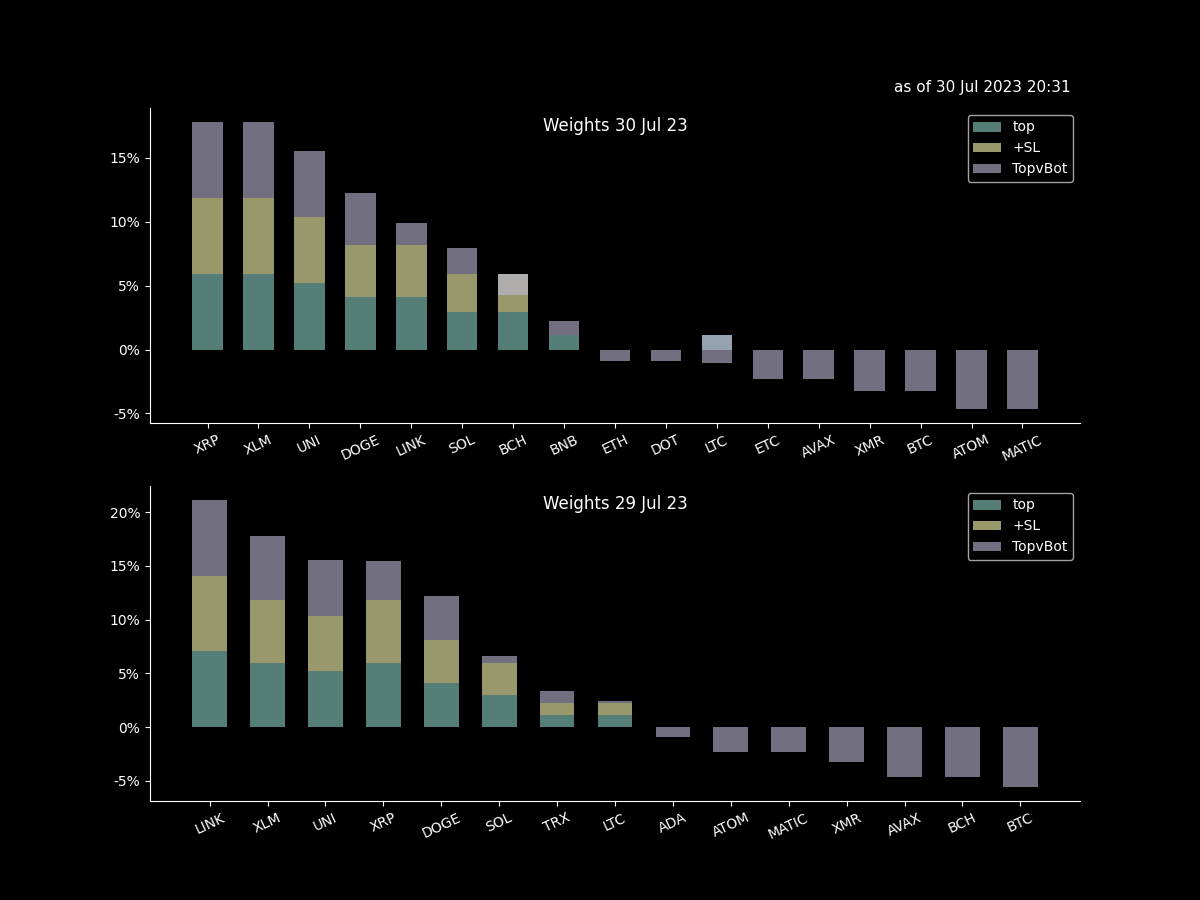 as of 30 Jul 2023 20:31
Weights 30 Jul 23
top
+SL
TopvBot
15%
10%
5%
0%
-5%
XRP XLM UNI DOGE LINK SOL BCH BNB ETH DOT LTC ETC AVAX XMR BTC ATOM MATIC
Weights 29 Jul 23
top
+SL
TopvBot
20%
15%
10%
5%
0%
-5%
LINK XLM UNI XRP DOGE SOL TRX LTC ADA ATOM MATIC XMR AVAX BCH BTC